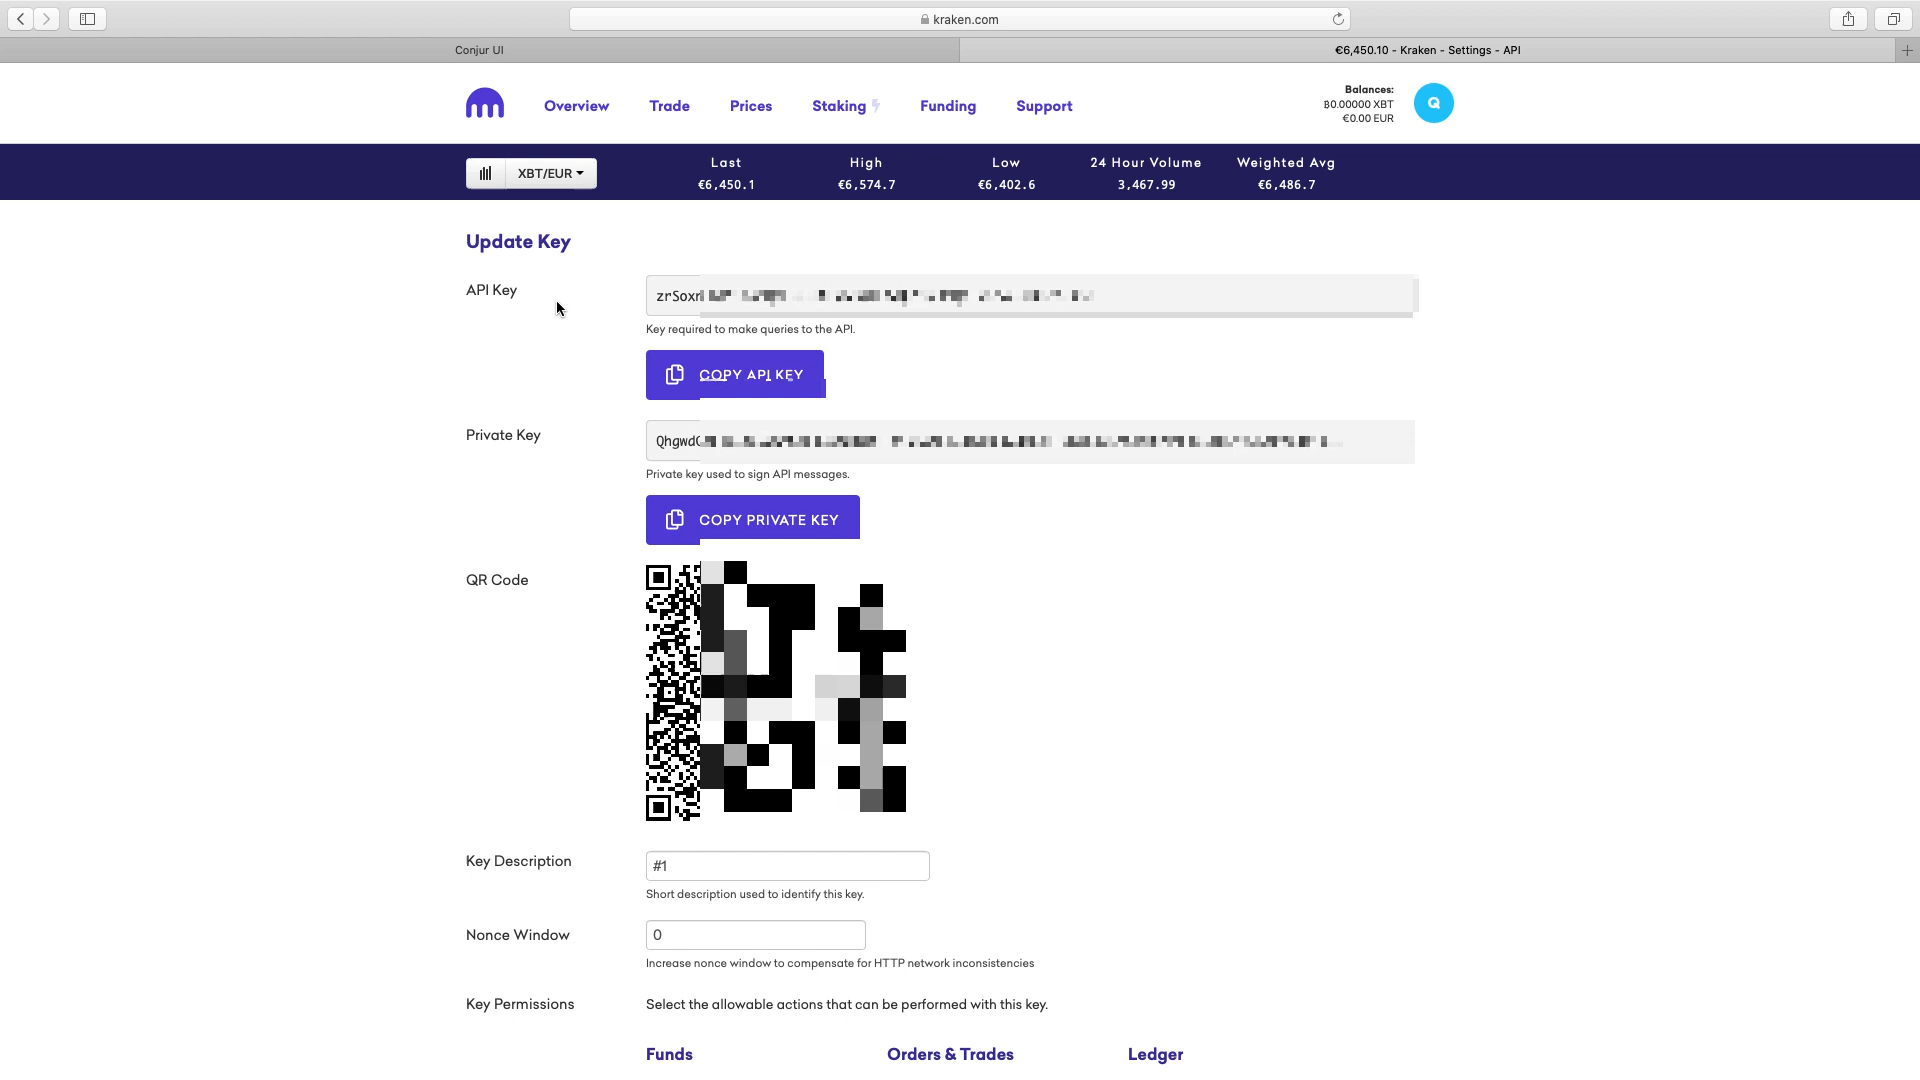 kraken.com
Conjur UI
€6,450.10 - Kraken - Settings - API
Overview
Trade
Prices
Staking
Funding
Support
Balances:
฿0.00000 XBT
€0.00 EUR
Q
XBT/EUR
Last
€6,450.1
High
€6,574.7
Low
€6,402.6
24 Hour Volume
3,467.99
Weighted Avg
€6,486.7
Update Key
API Key
Key required to make queries to the API.
COPY API KEY
Private Key
Private key used to sign API messages.
COPY PRIVATE KEY
QR Code
Key Description
#1
Short description used to identify this key.
Nonce Window
0
Increase nonce window to compensate for HTTP network inconsistencies
Key Permissions
Select the allowable actions that can be performed with this key.
Funds
Orders & Trades
Ledger